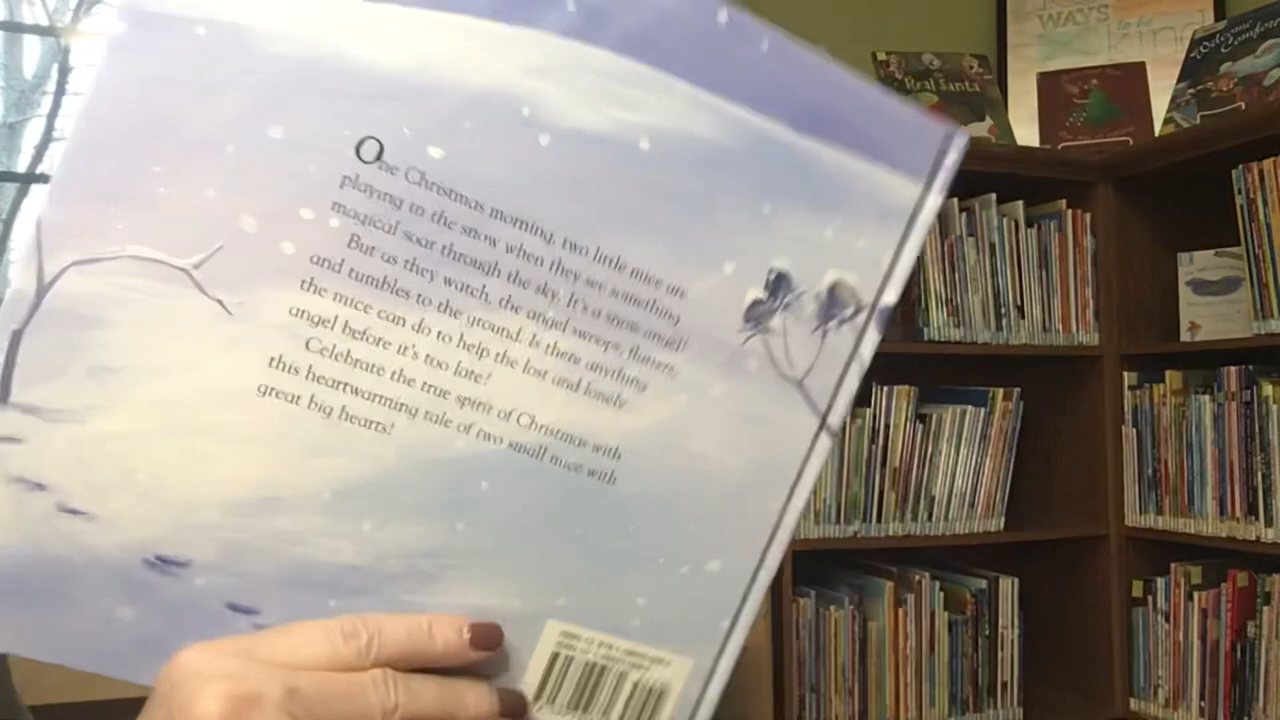 One Christmas morning, two little mice are
playing in the snow when they see something
magical soar through the sky. It's a snow angel!
But as they watch, the angel swoops, flutters,
and tumbles to the ground. Is there anything
the mice can do to help the lost and lonely
angel before it's too late?
Celebrate the true spirit of Christmas with
this heartwarming tale of two small mice with
great big hearts!
WAYS
to be
kind
Real Santa
Welcome
Comfort